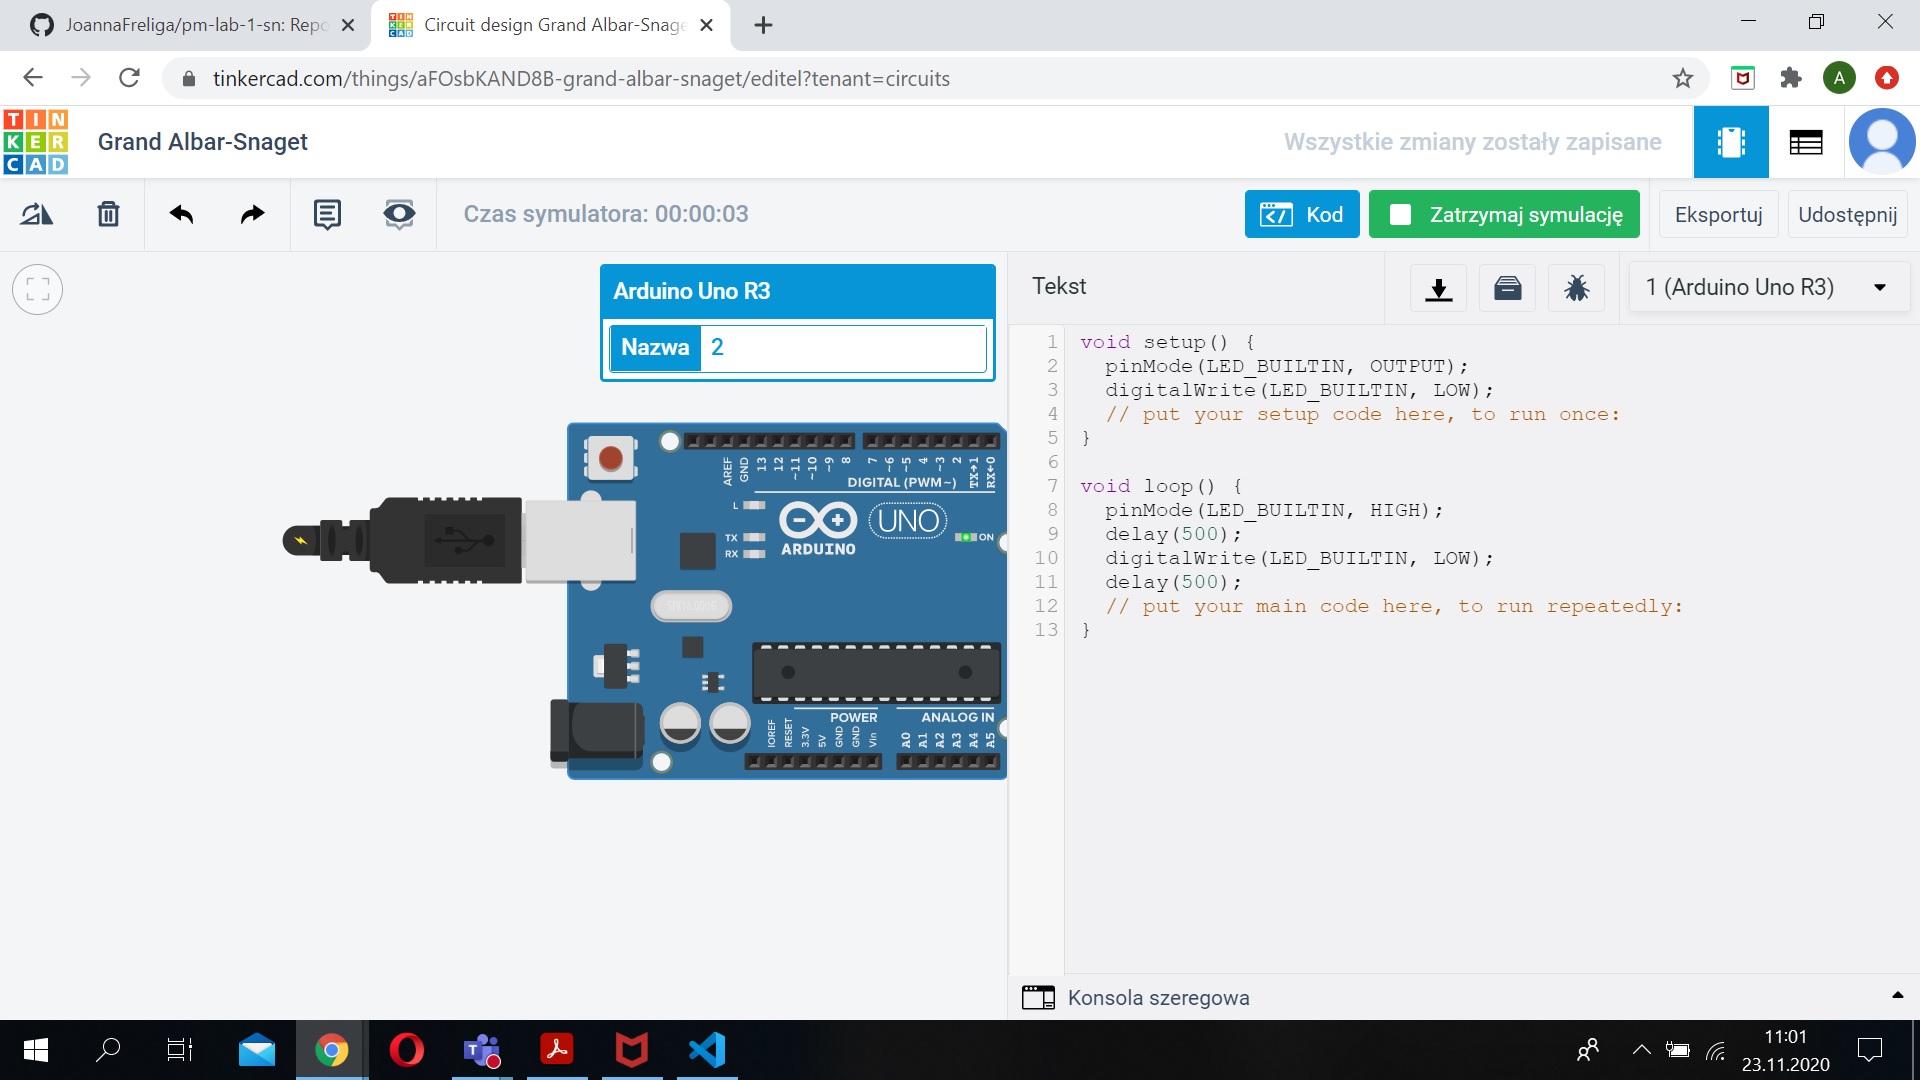 JoannaFreliga/pm-lab-1-sn: Repo
Circuit design Grand Albar-Snage
tinkercad.com/things/aFOsbKAND8B-grand-albar-snaget/editel?tenant=circuits
A
TIN
KER
CAD
Grand Albar-Snaget
Wszystkie zmiany zostały zapisane
Czas symulatora: 00:00:03
Kod
Zatrzymaj symulację
Eksportuj
Udostępnij
Arduino Uno R3
Nazwa 2
AREF GND 13 12 ~11 ~10 ~9 8 7 ~6 ~5 4 ~3 2 TX→1 RX←0
DIGITAL (PWM~)
L
TX
RX
ARDUINO
UNO
ON
POWER
ANALOG IN
IOREF RESET 3.3V 5V GND GND Vin A0 A1 A2 A3 A4 A5
Tekst
1 (Arduino Uno R3)
1 void setup() {
2   pinMode(LED_BUILTIN, OUTPUT);
3   digitalWrite(LED_BUILTIN, LOW);
4   // put your setup code here, to run once:
5 }
6
7 void loop() {
8   pinMode(LED_BUILTIN, HIGH);
9   delay(500);
10   digitalWrite(LED_BUILTIN, LOW);
11   delay(500);
12   // put your main code here, to run repeatedly:
13 }
Konsola szeregowa
11:01
23.11.2020